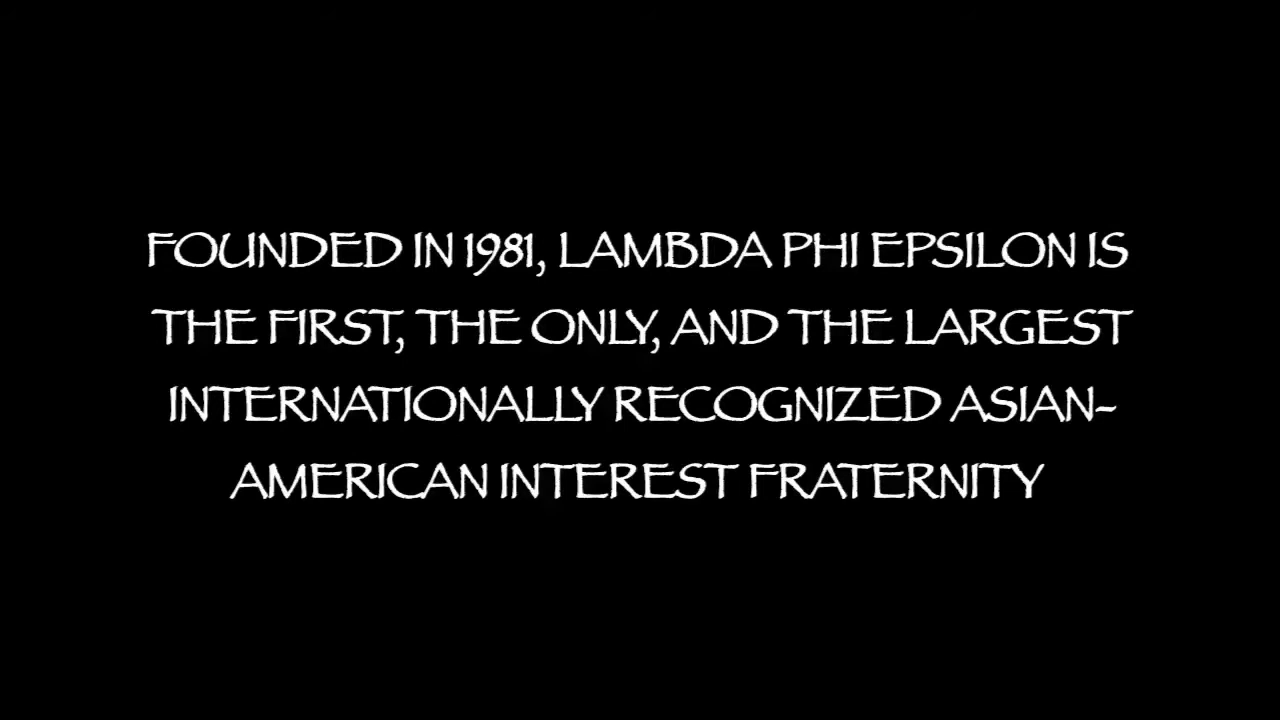 FOUNDED IN 1981, LAMBDA PHI EPSILON IS
THE FIRST, THE ONLY, AND THE LARGEST
INTERNATIONALLY RECOGNIZED ASIAN-
AMERICAN INTEREST FRATERNITY